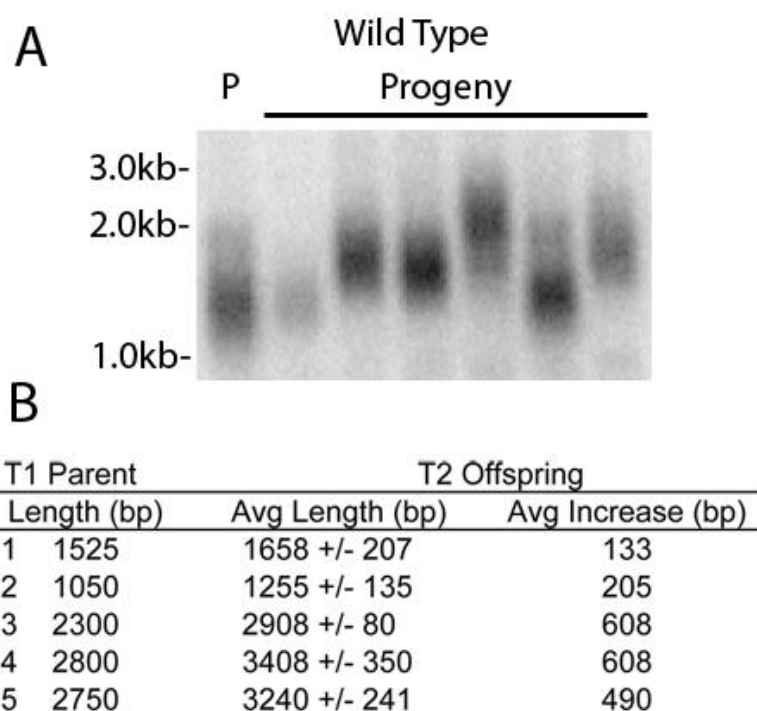 A
Wild Type
P Progeny
3.0kb-
2.0kb-
1.0kb-
B
T1 Parent T2 Offspring
Length (bp) Avg Length (bp) Avg Increase (bp)
1 1525 1658 +/- 207 133
2 1050 1255 +/- 135 205
3 2300 2908 +/- 80 608
4 2800 3408 +/- 350 608
5 2750 3240 +/- 241 490